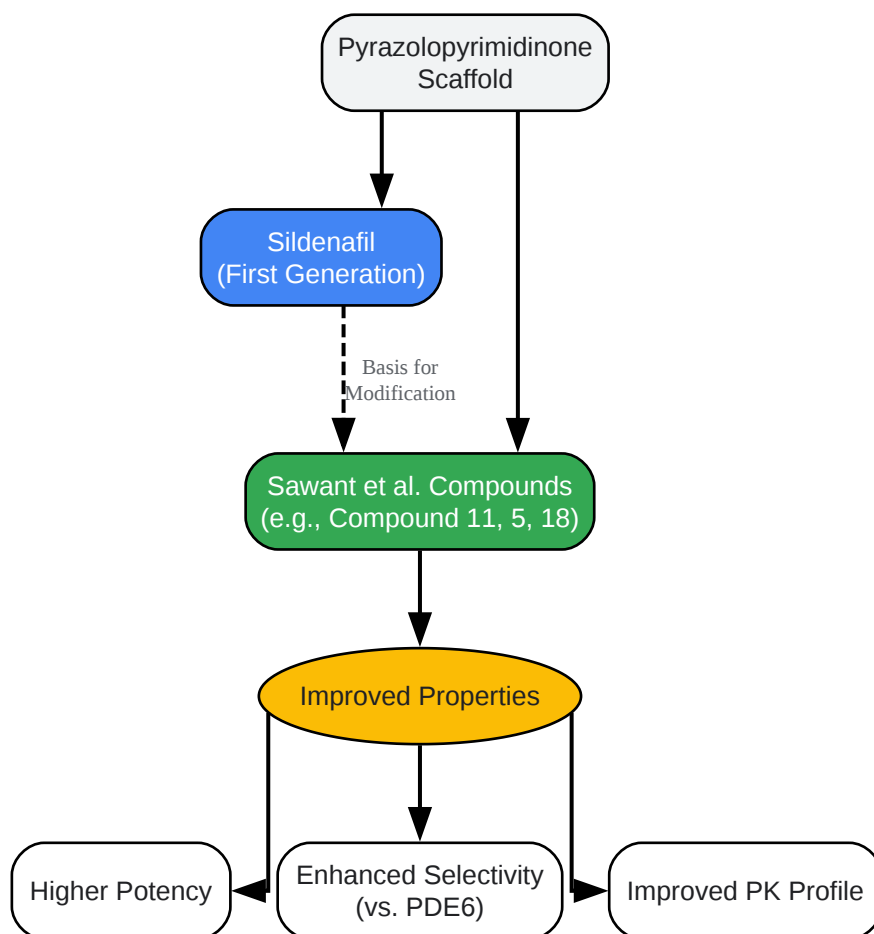 Pyrazolopyrimidinone
Scaffold
Sildenafil
(First Generation)
Basis for
Modification
Sawant et al. Compounds
(e.g., Compound 11, 5, 18)
Improved Properties
Higher Potency
Enhanced Selectivity
(vs. PDE6)
Improved PK Profile